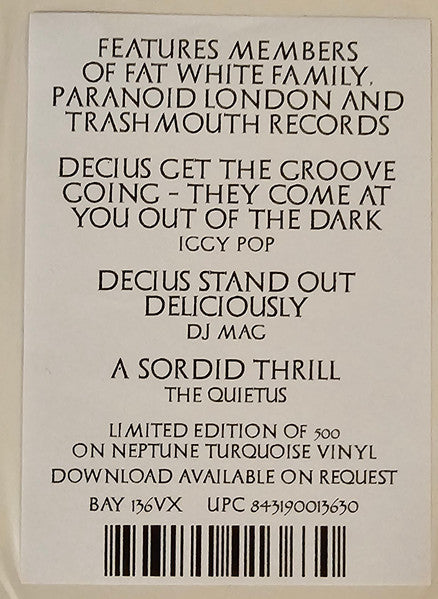 FEATURES MEMBERS
OF FAT WHITE FAMILY,
PARANOID LONDON AND
TRASHMOUTH RECORDS
DECIUS GET THE GROOVE
GOING - THEY COME AT
YOU OUT OF THE DARK
IGGY POP
DECIUS STAND OUT
DELICIOUSLY
DJ MAG
A SORDID THRILL
THE QUIETUS
LIMITED EDITION OF 500
ON NEPTUNE TURQUOISE VINYL
DOWNLOAD AVAILABLE ON REQUEST
BAY 136VX UPC 843190013630